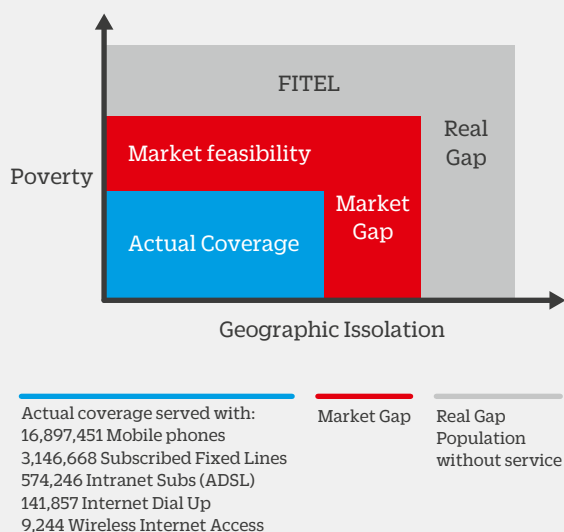 FITEL
Real
Gap
Market feasibility
Poverty
Market
Gap
Actual Coverage
Geographic Issolation
Actual coverage served with:
16,897,451 Mobile phones
3,146,668 Subscribed Fixed Lines
574,246 Intranet Subs (ADSL)
141,857 Internet Dial Up
9,244 Wireless Internet Access
Market Gap
Real Gap
Population
without service